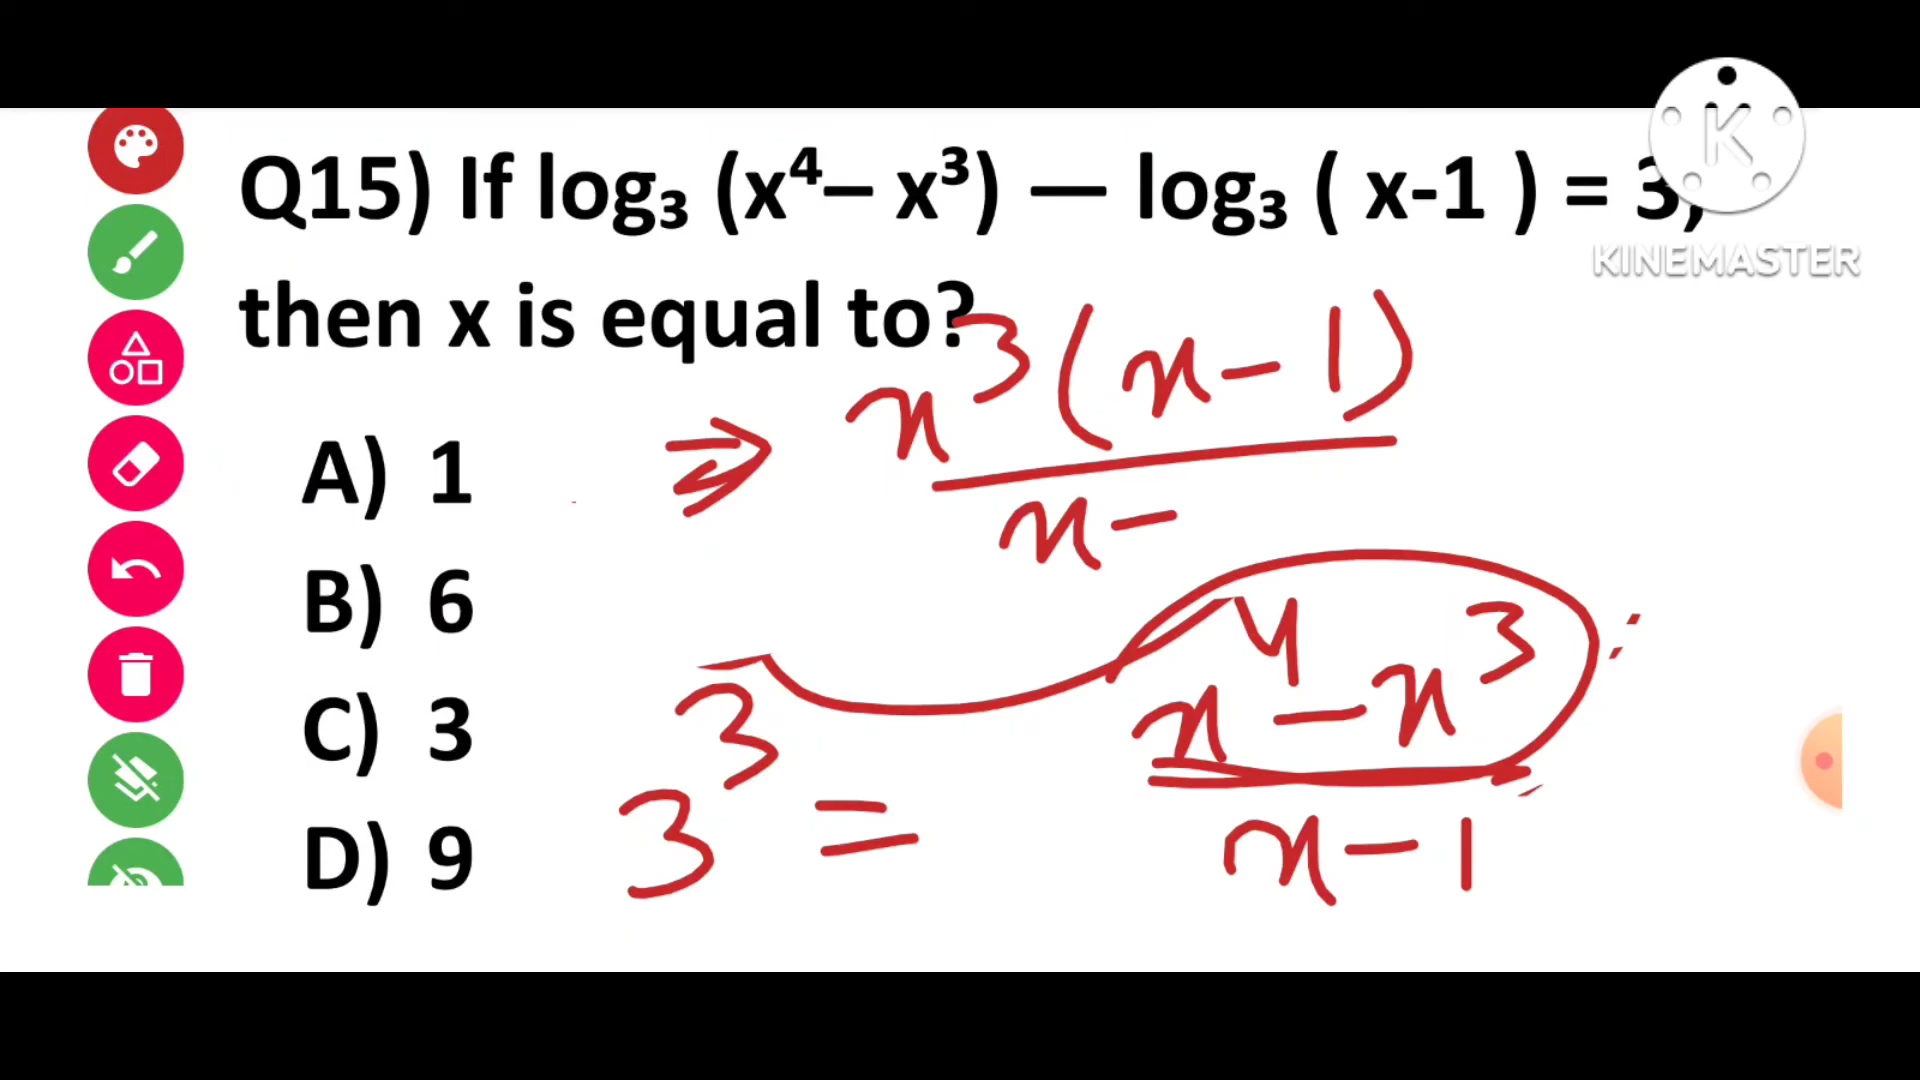 Q15) If log₃ (x⁴– x³) — log₃ ( x-1 ) = 3,
then x is equal to?
A) 1
B) 6
C) 3
D) 9
⇒ x³(x-1)
x-
3³ = x⁴-x³
x-1
K
KINEMASTER